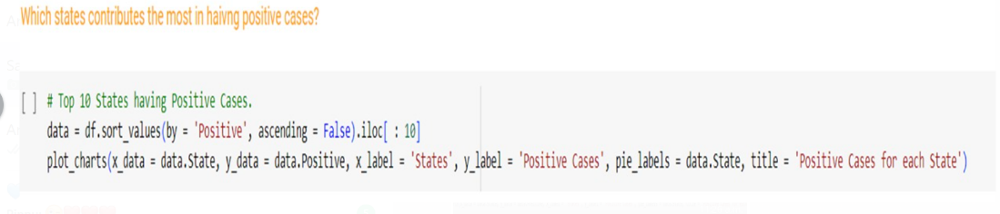 Which states contributes the most in haivng positive cases?
[ ] # Top 10 States having Positive Cases.
data = df.sort_values(by = 'Positive', ascending = False).iloc[ : 10]
plot_charts(x_data = data.State, y_data = data.Positive, x_label = 'States', y_label = 'Positive Cases', pie_labels = data.State, title = 'Positive Cases for each State')